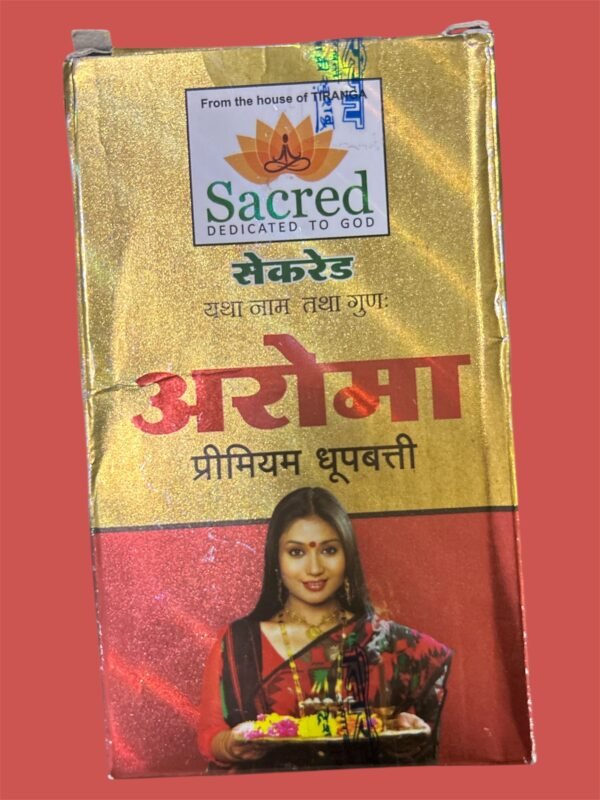 From the house of TIRANGA
Sacred
DEDICATED TO GOD
सेकरेड
यथा नाम तथा गुणः
अरोमा
प्रीमियम धूपबत्ती